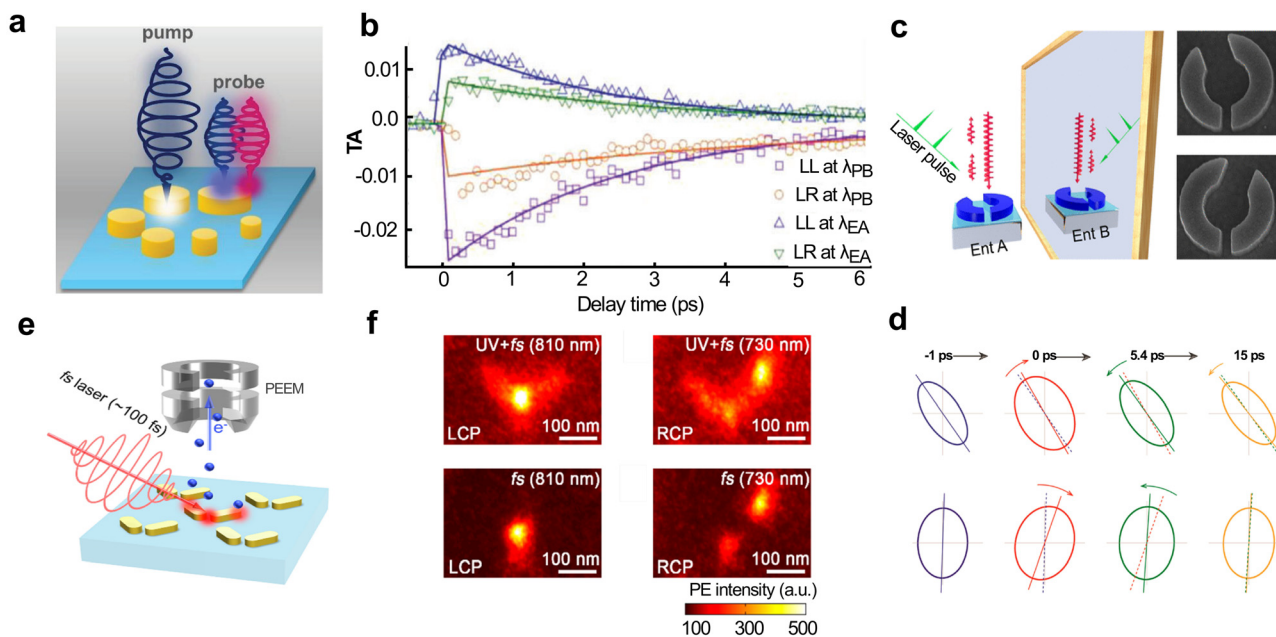 a
pump
probe
b
TA
0.01
0.0
-0.01
-0.02
LL at λPB
LR at λPB
LL at λEA
LR at λEA
0
1
2
3
4
5
6
Delay time (ps)
c
Laser pulse
Ent A
Ent B
e
fs laser (~100 fs)
PEEM
e-
f
UV+fs (810 nm)
LCP
100 nm
UV+fs (730 nm)
RCP
100 nm
fs (810 nm)
LCP
100 nm
fs (730 nm)
RCP
100 nm
PE intensity (a.u.)
100
300
500
d
-1 ps
0 ps
5.4 ps
15 ps